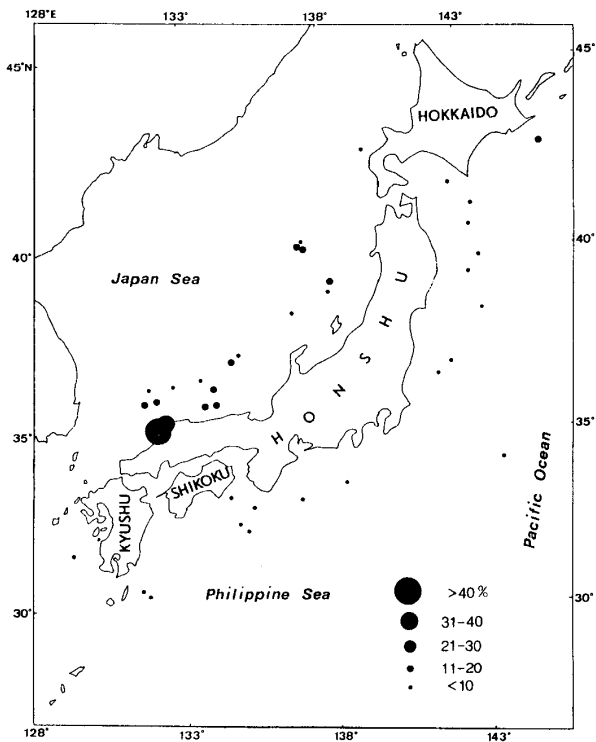 128°E 133° 138° 143°
45°N 45°
HOKKAIDO
40° 40°
Japan Sea
HONSHU
35° 35°
SHIKOKU
KYUSHU
Pacific Ocean
Philippine Sea
>40%
31-40
30° 21-30 30°
11-20
<10
128° 133° 138° 143°